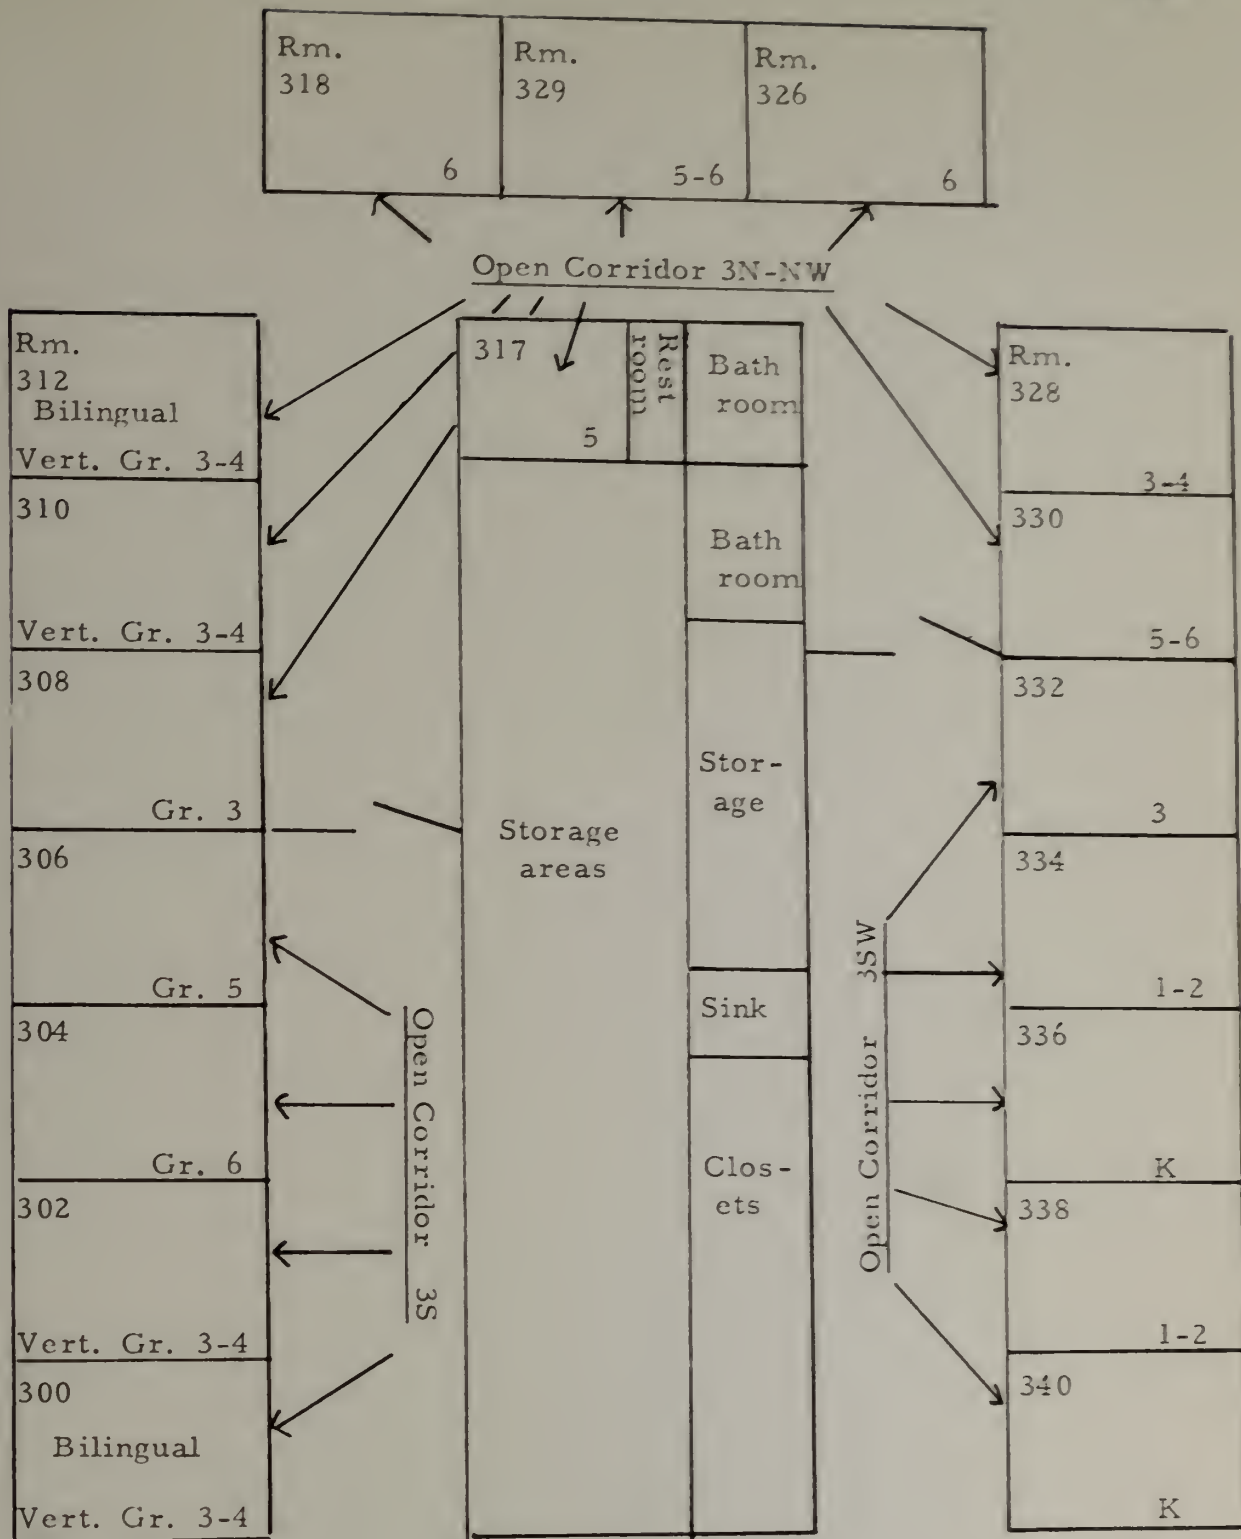 Rm.
318
6
Rm.
329
5-6
Rm.
326
6
Open Corridor 3N-NW
Rm.
312
Bilingual
Vert. Gr. 3-4
310
Vert. Gr. 3-4
308
Gr. 3
306
Gr. 5
304
Gr. 6
302
Vert. Gr. 3-4
300
Bilingual
Vert. Gr. 3-4
Open Corridor 3S
317
5
Rest
room
Bath
room
Bath
room
Storage
areas
Stor-
age
Sink
Clos-
ets
Open Corridor 3SW
Rm.
328
3-4
330
5-6
332
3
334
1-2
336
K
338
1-2
340
K